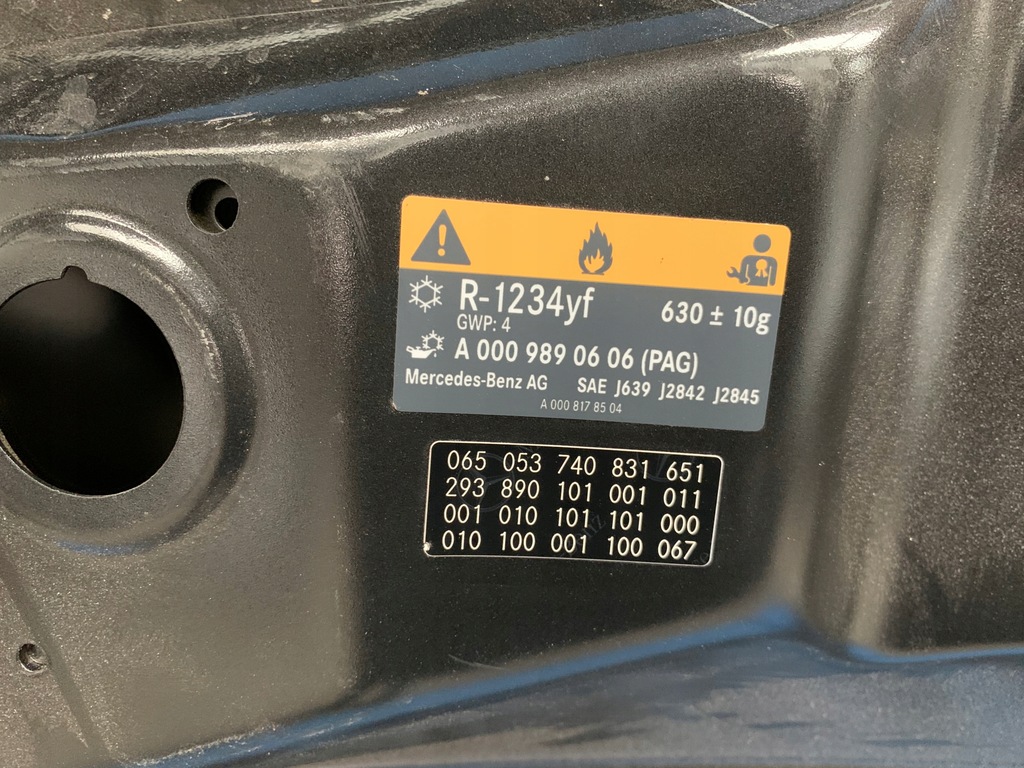 R-1234yf 630 ± 10g
GWP: 4
A 000 989 06 06 (PAG)
Mercedes-Benz AG SAE J639 J2842 J2845
A 000 817 85 04
065 053 740 831 651
293 890 101 001 011
001 010 101 101 000
010 100 001 100 067